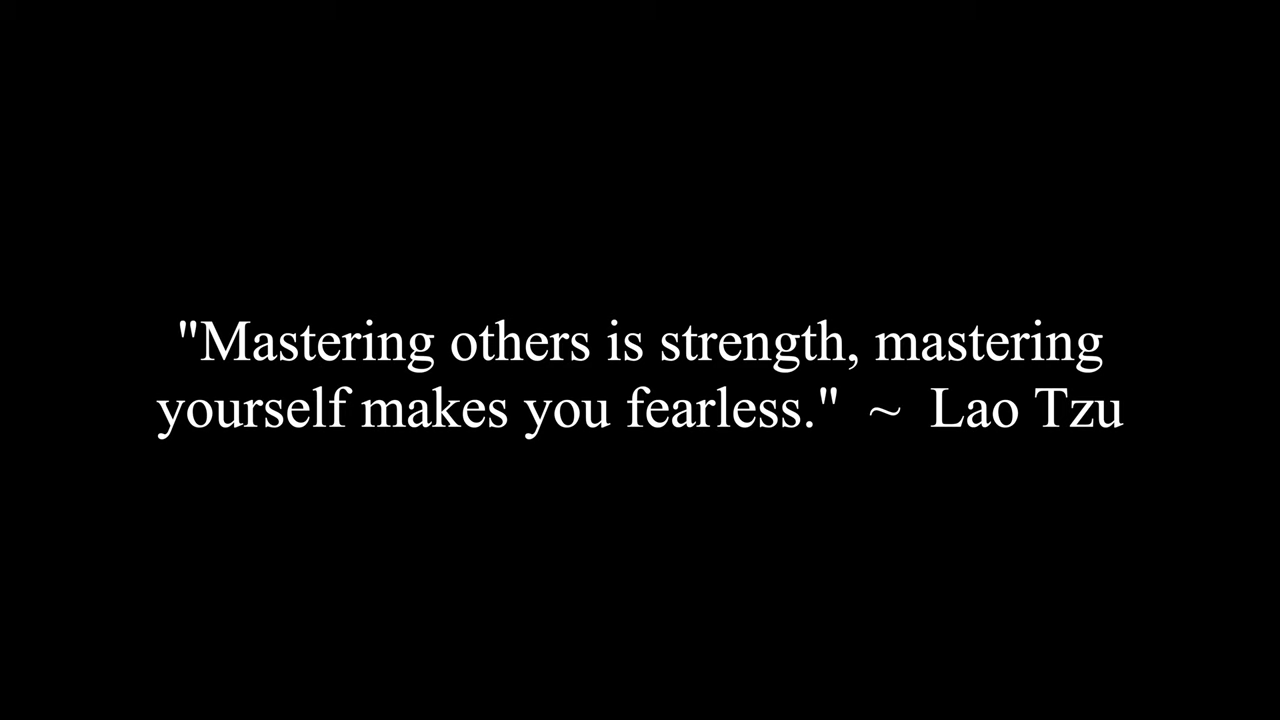 "Mastering others is strength, mastering
yourself makes you fearless."  ~  Lao Tzu